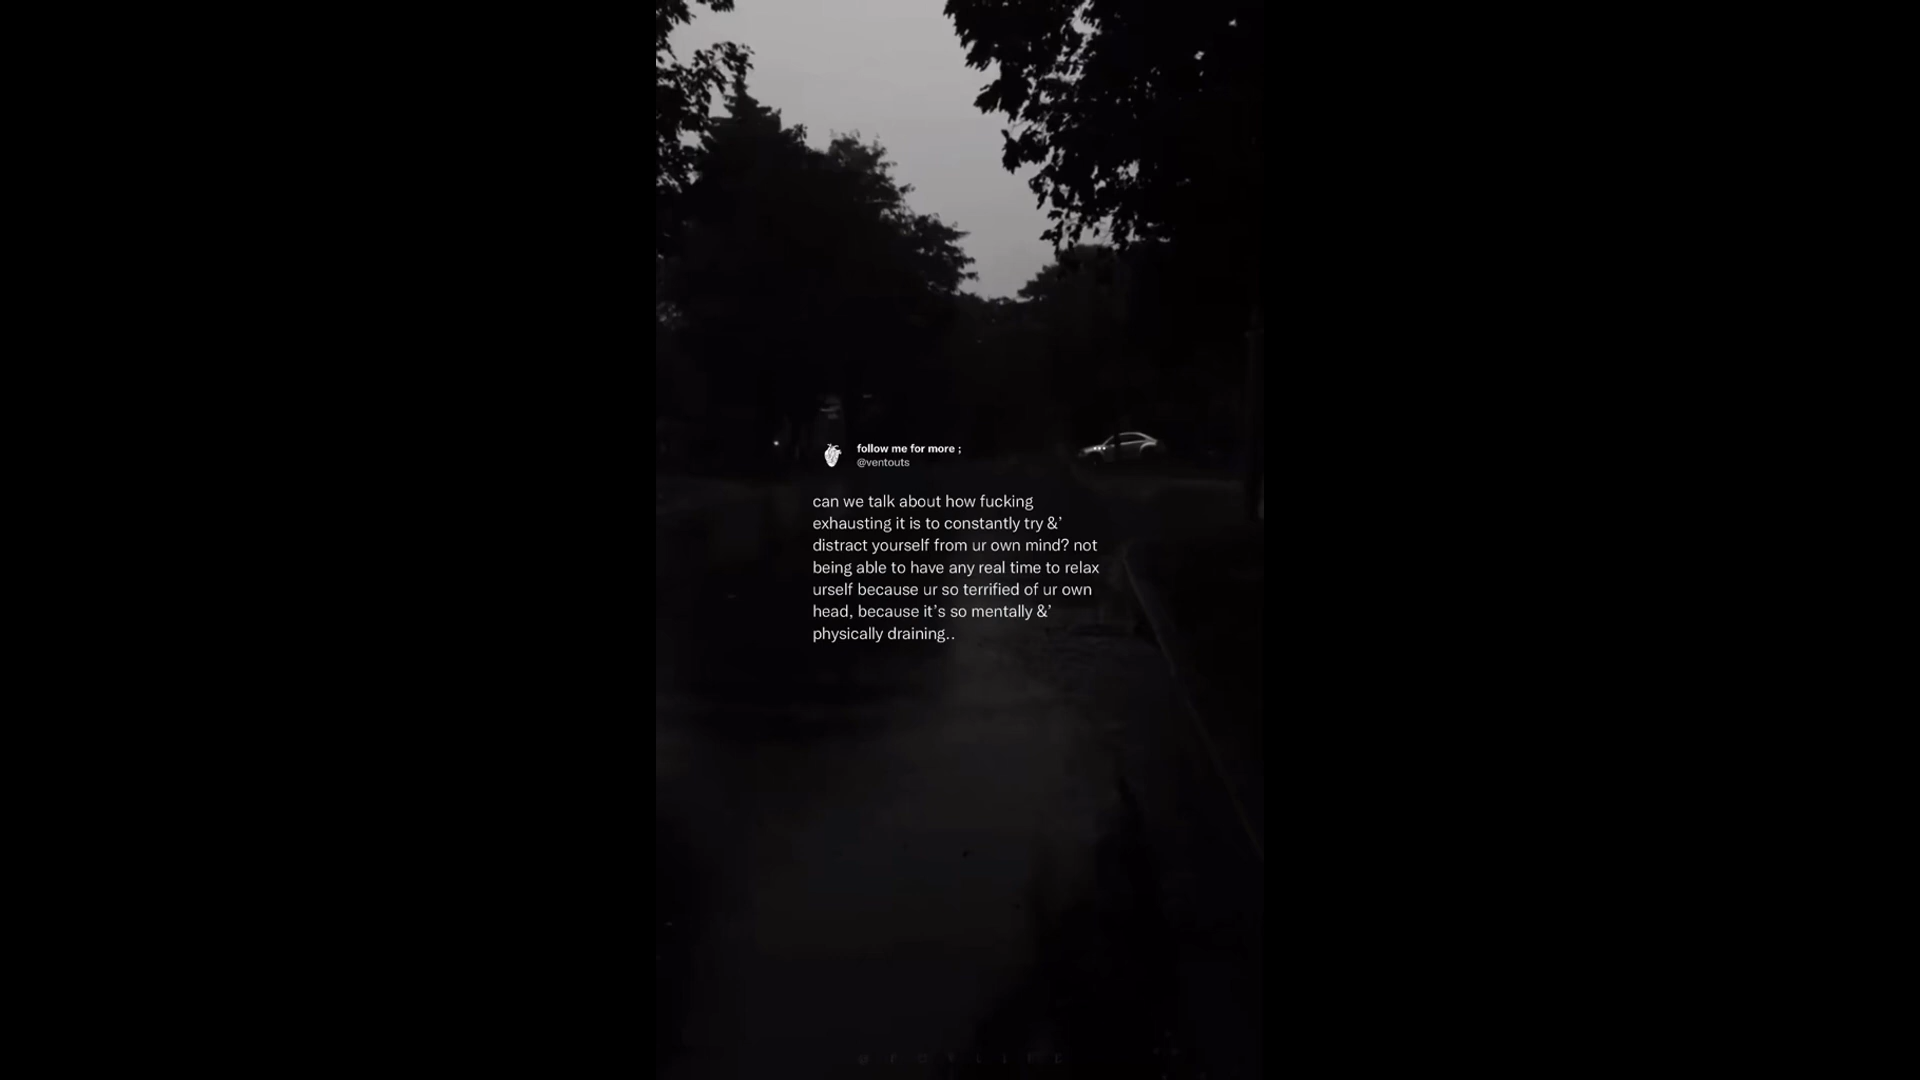 follow me for more ;
@ventouts
can we talk about how fucking
exhausting it is to constantly try &’
distract yourself from ur own mind? not
being able to have any real time to relax
urself because ur so terrified of ur own
head, because it’s so mentally &’
physically draining..